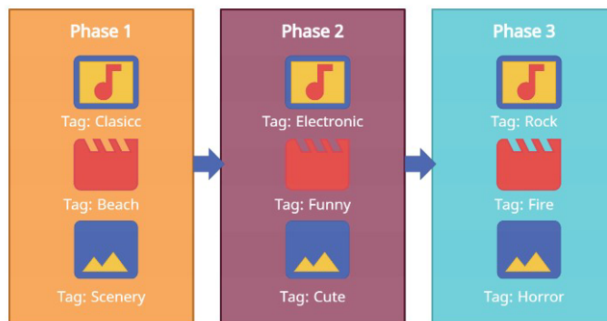 Phase 1
Tag: Clasicc
Tag: Beach
Tag: Scenery
Phase 2
Tag: Electronic
Tag: Funny
Tag: Cute
Phase 3
Tag: Rock
Tag: Fire
Tag: Horror